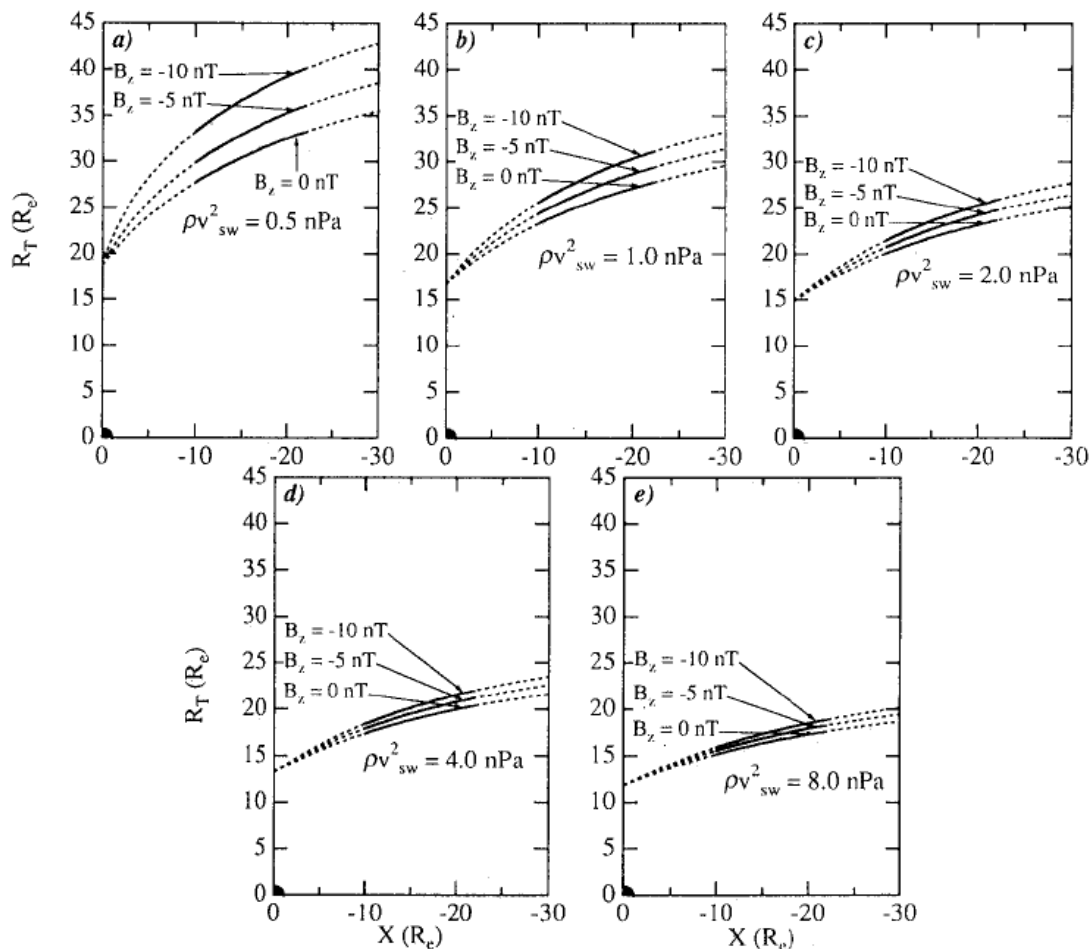 a)
45
40
35
30
25
20
15
10
5
0
R_T (R_e)
B_z = -10 nT
B_z = -5 nT
B_z = 0 nT
ρv²_sw = 0.5 nPa
0
-10
-20
-30
b)
45
40
35
30
25
20
15
10
5
0
B_z = -10 nT
B_z = -5 nT
B_z = 0 nT
ρv²_sw = 1.0 nPa
0
-10
-20
-30
c)
45
40
35
30
25
20
15
10
5
0
B_z = -10 nT
B_z = -5 nT
B_z = 0 nT
ρv²_sw = 2.0 nPa
0
-10
-20
-30
d)
45
40
35
30
25
20
15
10
5
0
R_T (R_e)
B_z = -10 nT
B_z = -5 nT
B_z = 0 nT
ρv²_sw = 4.0 nPa
0
-10
-20
-30
X (R_e)
e)
45
40
35
30
25
20
15
10
5
0
B_z = -10 nT
B_z = -5 nT
B_z = 0 nT
ρv²_sw = 8.0 nPa
0
-10
-20
-30
X (R_e)